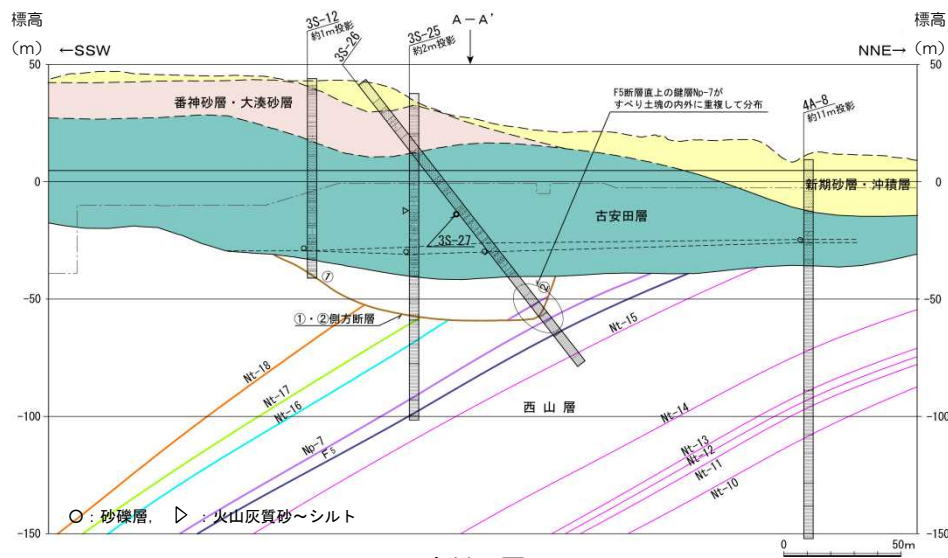 標高
(m)
←SSW
3S-12
約1m投影
3S-26
3S-25
約2m投影
A-A'
標高
(m)
NNE→
50
50
番神砂層・大湊砂層
F5断層直上の鍵層Np-7が
すべり土塊の内外に重複して分布
4A-8
約11m投影
0
0
新期砂層・沖積層
古安田層
3S-27
①
②
-50
-50
①・②側方断層
Nt-15
Nt-18
Nt-17
Nt-16
西山層
Nt-14
-100
-100
Np-7
F5
Nt-13
Nt-12
Nt-11
Nt-10
○:砂礫層, ▷:火山灰質砂~シルト
-150
-150
0
50m